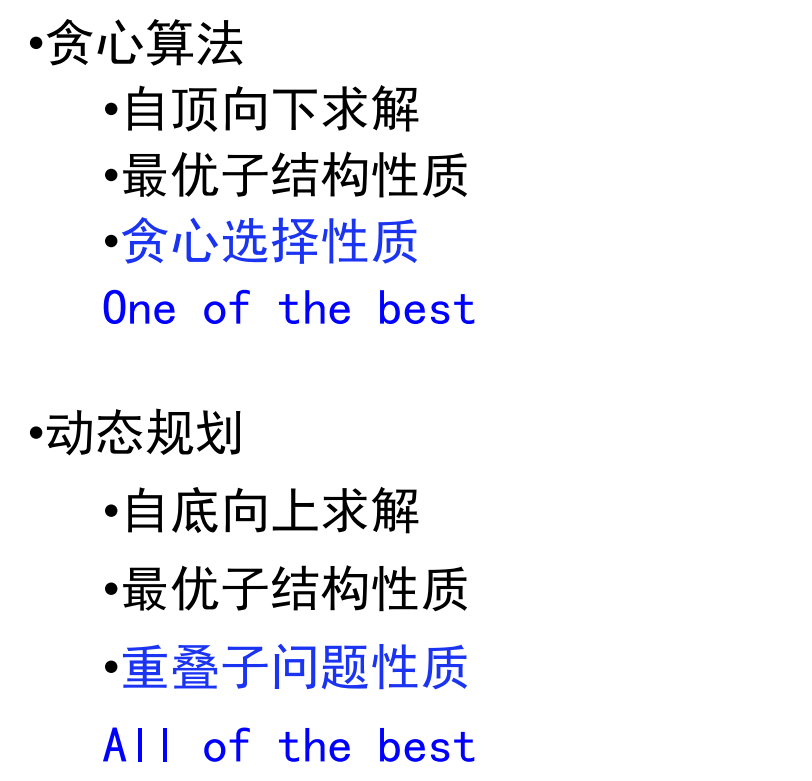 •贪心算法
•自顶向下求解
•最优子结构性质
•贪心选择性质
One of the best
•动态规划
•自底向上求解
•最优子结构性质
•重叠子问题性质
All of the best